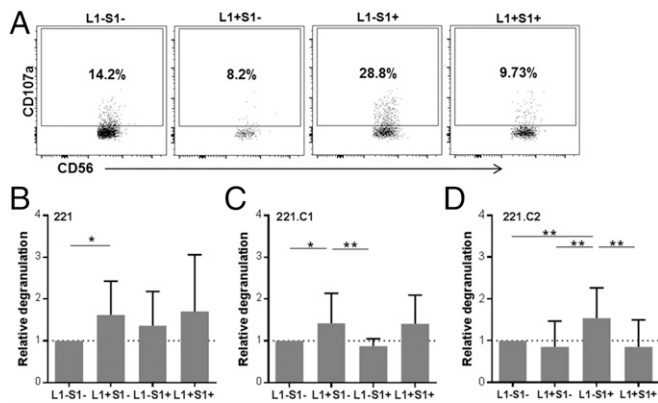 A
L1-S1- L1+S1- L1-S1+ L1+S1+
CD107a
14.2% 8.2% 28.8% 9.73%
CD56
B
221
Relative degranulation
4
3
2
1
0
*
L1-S1- L1+S1- L1-S1+ L1+S1+
C
221.C1
Relative degranulation
4
3
2
1
0
* **
L1-S1- L1+S1- L1-S1+ L1+S1+
D
221.C2
Relative degranulation
4
3
2
1
0
**
** **
L1-S1- L1+S1- L1-S1+ L1+S1+